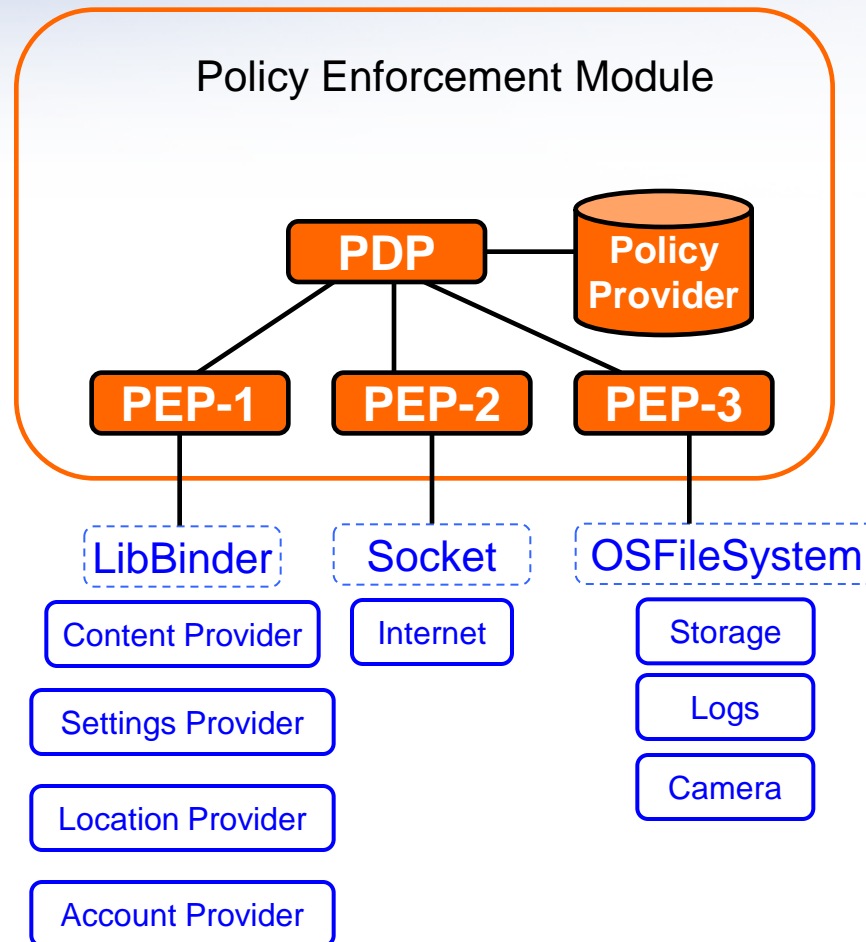 Policy Enforcement Module
PDP
Policy
Provider
PEP-1
PEP-2
PEP-3
LibBinder
Socket
OSFileSystem
Content Provider
Internet
Storage
Settings Provider
Logs
Location Provider
Camera
Account Provider